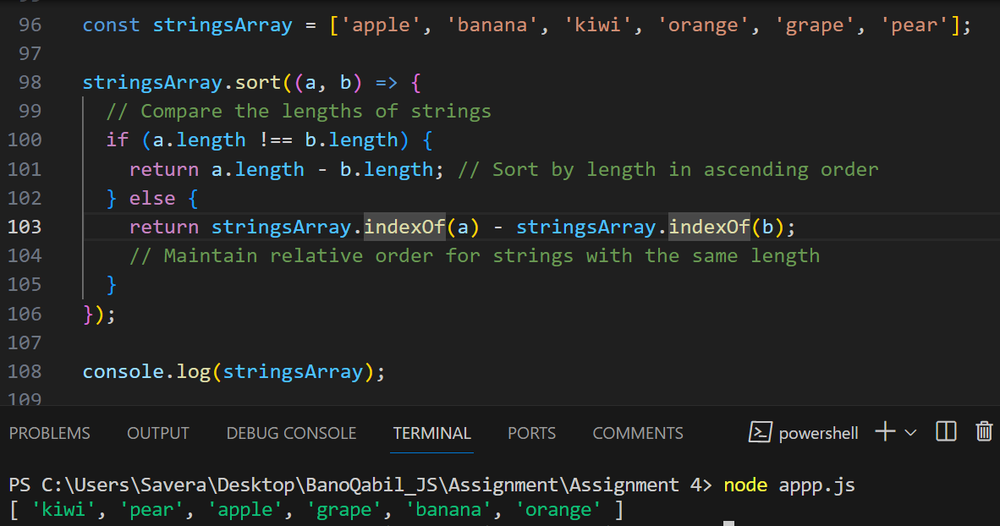 96 const stringsArray = ['apple', 'banana', 'kiwi', 'orange', 'grape', 'pear'];
97
98 stringsArray.sort((a, b) => {
99 // Compare the lengths of strings
100 if (a.length !== b.length) {
101 return a.length - b.length; // Sort by length in ascending order
102 } else {
103 return stringsArray.indexOf(a) - stringsArray.indexOf(b);
104 // Maintain relative order for strings with the same length
105 }
106 });
107
108 console.log(stringsArray);
109
PROBLEMS OUTPUT DEBUG CONSOLE TERMINAL PORTS COMMENTS powershell
PS C:\Users\Savera\Desktop\BanoQabil_JS\Assignment\Assignment 4> node appp.js
[ 'kiwi', 'pear', 'apple', 'grape', 'banana', 'orange' ]